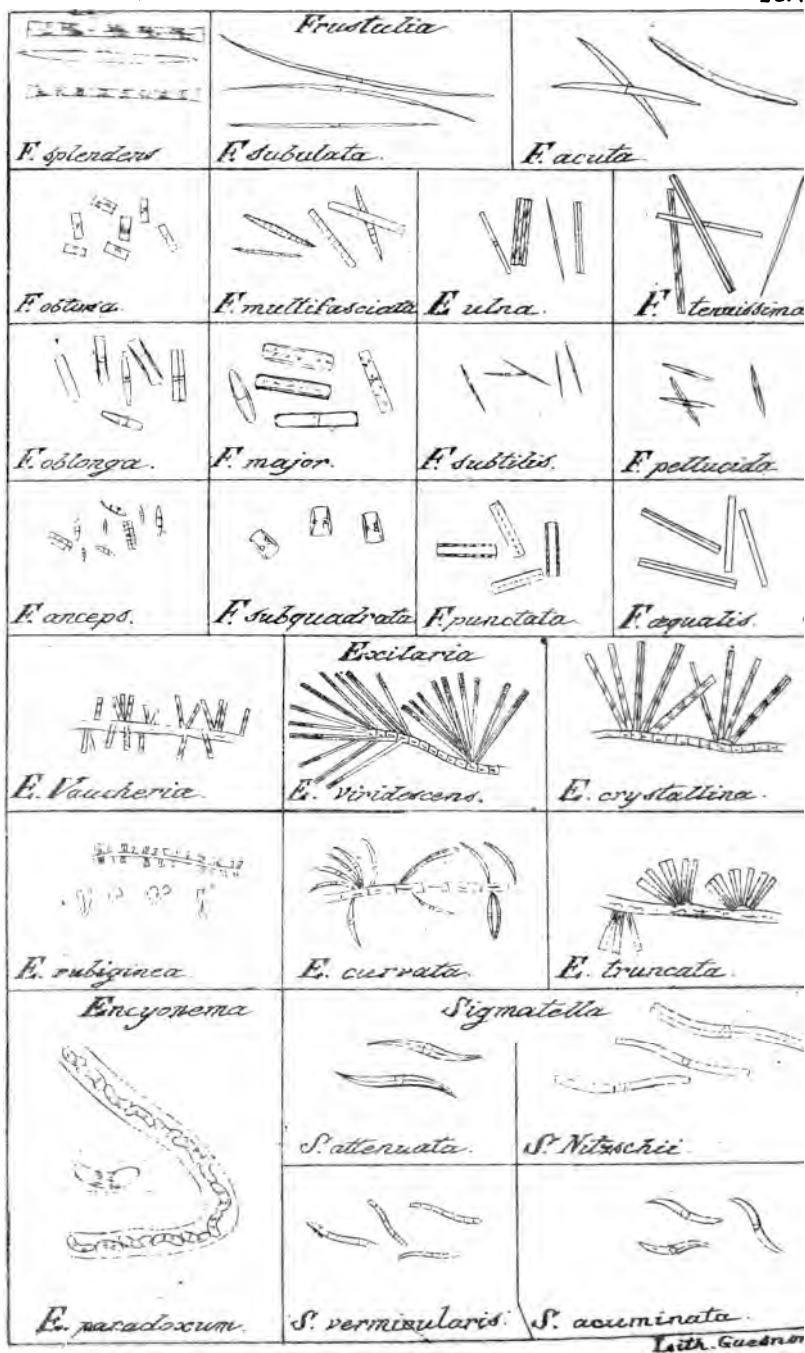 Frustulia
F. splendens.
F. subulata.
F. acuta.
F. obtusa.
F. multifasciata
F. ulna.
F. tenuissima
F. oblonga.
F. major.
F. subtilis.
F. pellucida
F. anceps.
F. subquadrata
F. punctata
F. æqualis.
Exilaria
E. Vaucheria.
E. viridescens.
E. crystallina.
E. rubiginea.
E. curvata.
E. truncata.
Encyonema
Sigmatella
S. attenuata.
S. Nitzschii
E. paradoxum.
S. vermicularis.
S. acuminata.
Lith. Guesnon